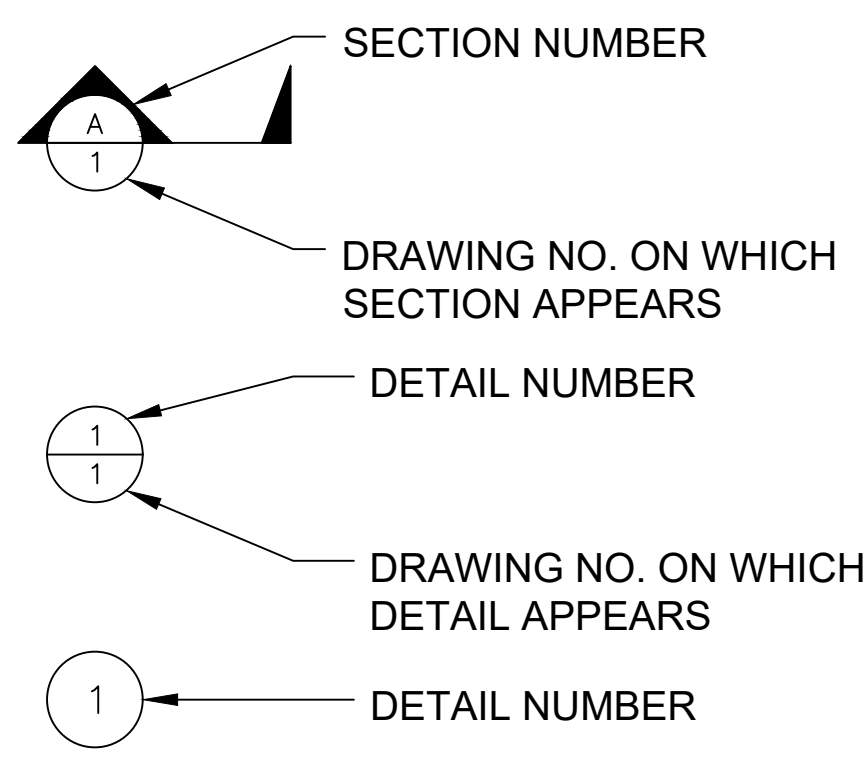 SECTION NUMBER
A
1
DRAWING NO. ON WHICH
SECTION APPEARS
DETAIL NUMBER
1
1
DRAWING NO. ON WHICH
DETAIL APPEARS
1
DETAIL NUMBER